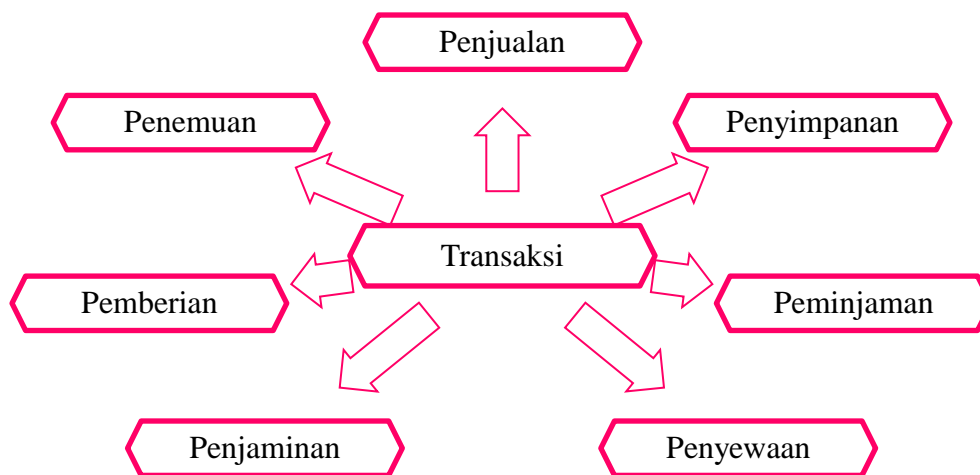 Penjualan
Penemuan
Penyimpanan
Transaksi
Pemberian
Peminjaman
Penjaminan
Penyewaan